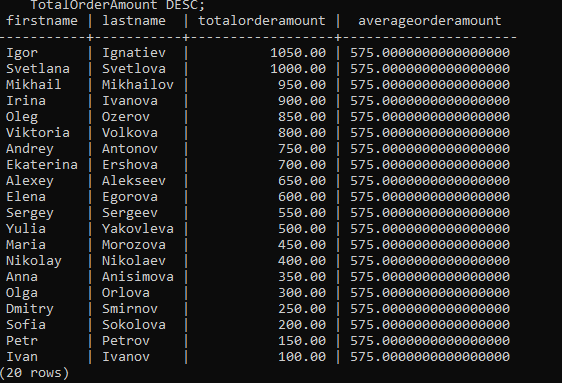 TotalOrderAmount DESC;
firstname | lastname | totalorderamount | averageorderamount
-----------+-----------+------------------+----------------------
Igor | Ignatiev | 1050.00 | 575.0000000000000000
Svetlana | Svetlova | 1000.00 | 575.0000000000000000
Mikhail | Mikhailov | 950.00 | 575.0000000000000000
Irina | Ivanova | 900.00 | 575.0000000000000000
Oleg | Ozerov | 850.00 | 575.0000000000000000
Viktoria | Volkova | 800.00 | 575.0000000000000000
Andrey | Antonov | 750.00 | 575.0000000000000000
Ekaterina | Ershova | 700.00 | 575.0000000000000000
Alexey | Alekseev | 650.00 | 575.0000000000000000
Elena | Egorova | 600.00 | 575.0000000000000000
Sergey | Sergeev | 550.00 | 575.0000000000000000
Yulia | Yakovleva | 500.00 | 575.0000000000000000
Maria | Morozova | 450.00 | 575.0000000000000000
Nikolay | Nikolaev | 400.00 | 575.0000000000000000
Anna | Anisimova | 350.00 | 575.0000000000000000
Olga | Orlova | 300.00 | 575.0000000000000000
Dmitry | Smirnov | 250.00 | 575.0000000000000000
Sofia | Sokolova | 200.00 | 575.0000000000000000
Petr | Petrov | 150.00 | 575.0000000000000000
Ivan | Ivanov | 100.00 | 575.0000000000000000
(20 rows)